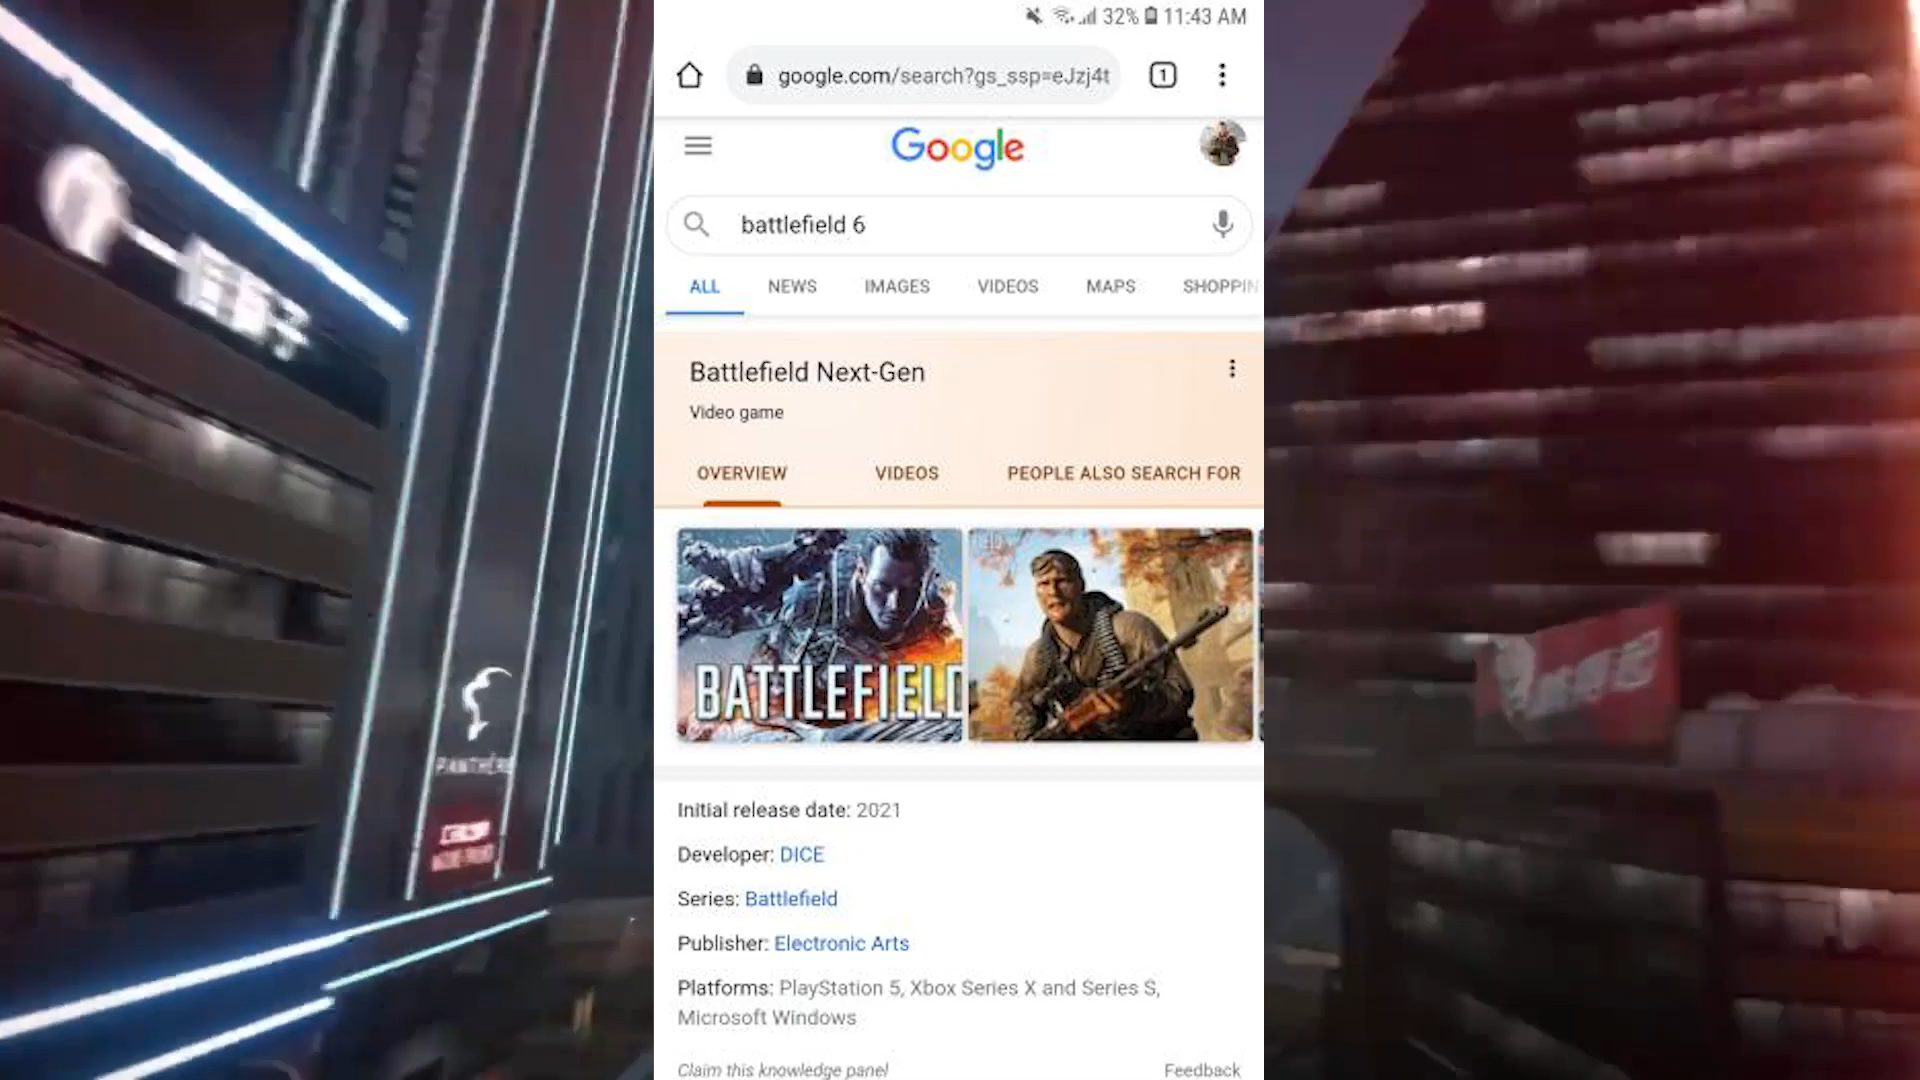 32% 11:43 AM
google.com/search?gs_ssp=eJzj4t
1
Google
battlefield 6
ALL NEWS IMAGES VIDEOS MAPS SHOPPIN
Battlefield Next-Gen
Video game
OVERVIEW VIDEOS PEOPLE ALSO SEARCH FOR
BATTLEFIELD
Initial release date: 2021
Developer: DICE
Series: Battlefield
Publisher: Electronic Arts
Platforms: PlayStation 5, Xbox Series X and Series S,
Microsoft Windows
Claim this knowledge panel Feedback
PANTHÈRE